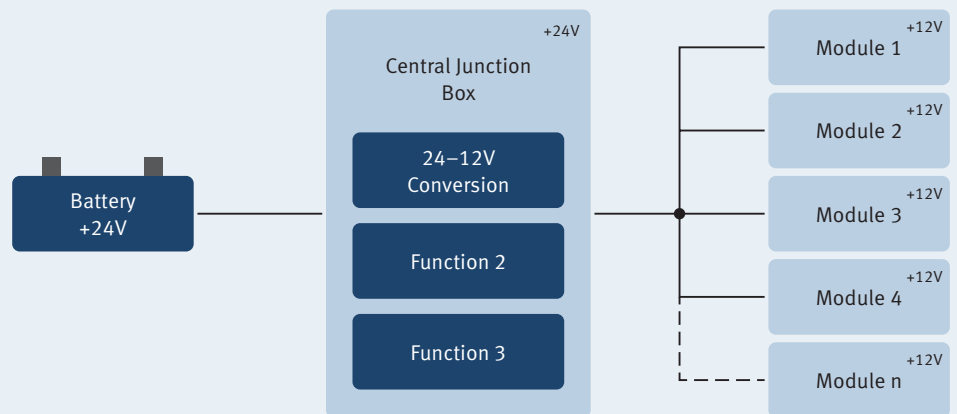 Battery
+24V
+24V
Central Junction
Box
24–12V
Conversion
Function 2
Function 3
+12V
Module 1
+12V
Module 2
+12V
Module 3
+12V
Module 4
+12V
Module n